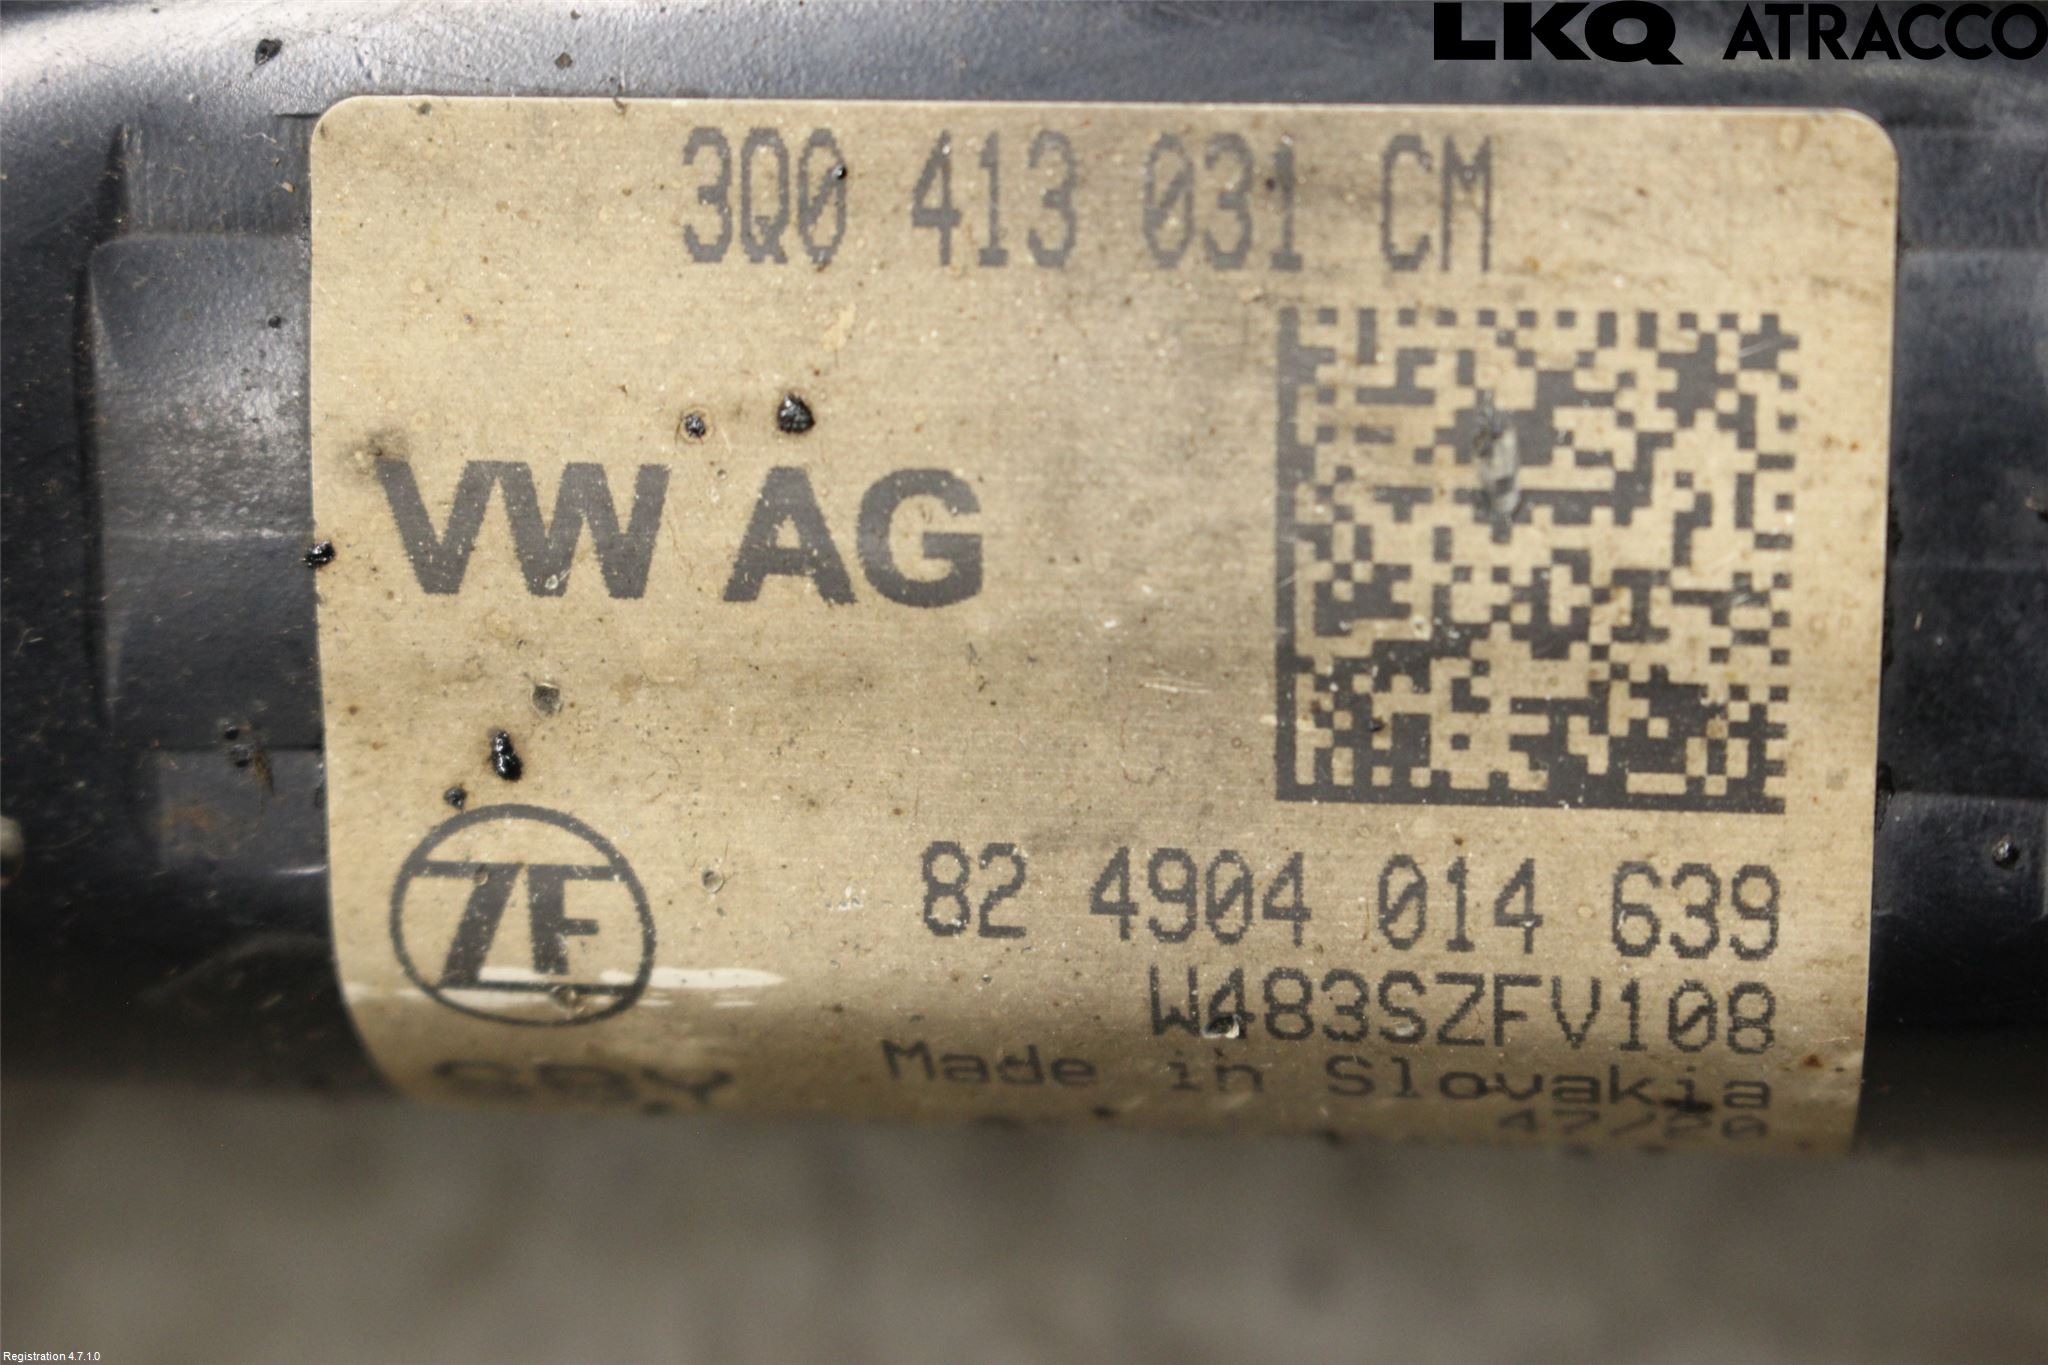 LKQ ATRACCO
3Q0 413 031 CM
VW AG
ZF
82 4904 014 639
W483SZFV108
Made in Slovakia
Registration 4.7.1.0